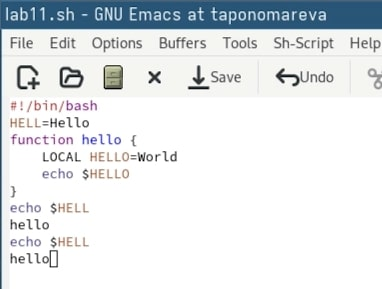 lab11.sh - GNU Emacs at taponomareva
File Edit Options Buffers Tools Sh-Script Help
Save Undo
#!/bin/bash
HELL=Hello
function hello {
    LOCAL HELLO=World
    echo $HELLO
}
echo $HELL
hello
echo $HELL
hello